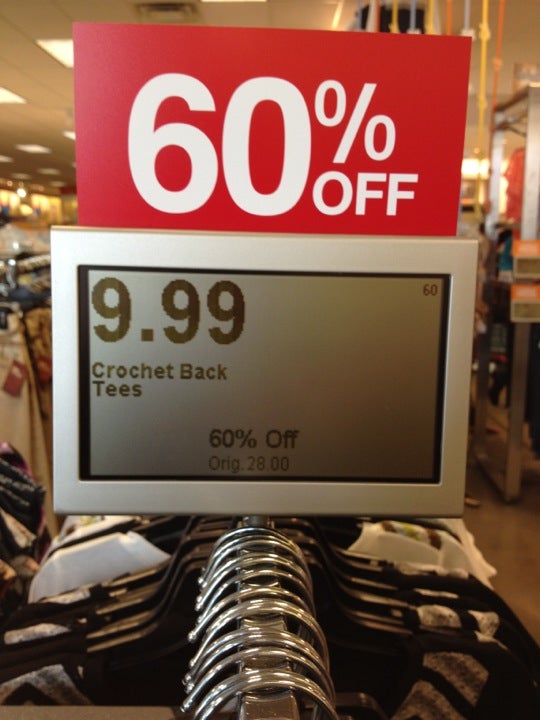 60% OFF
9.99
60
Crochet Back
Tees
60% Off
Orig. 28.00